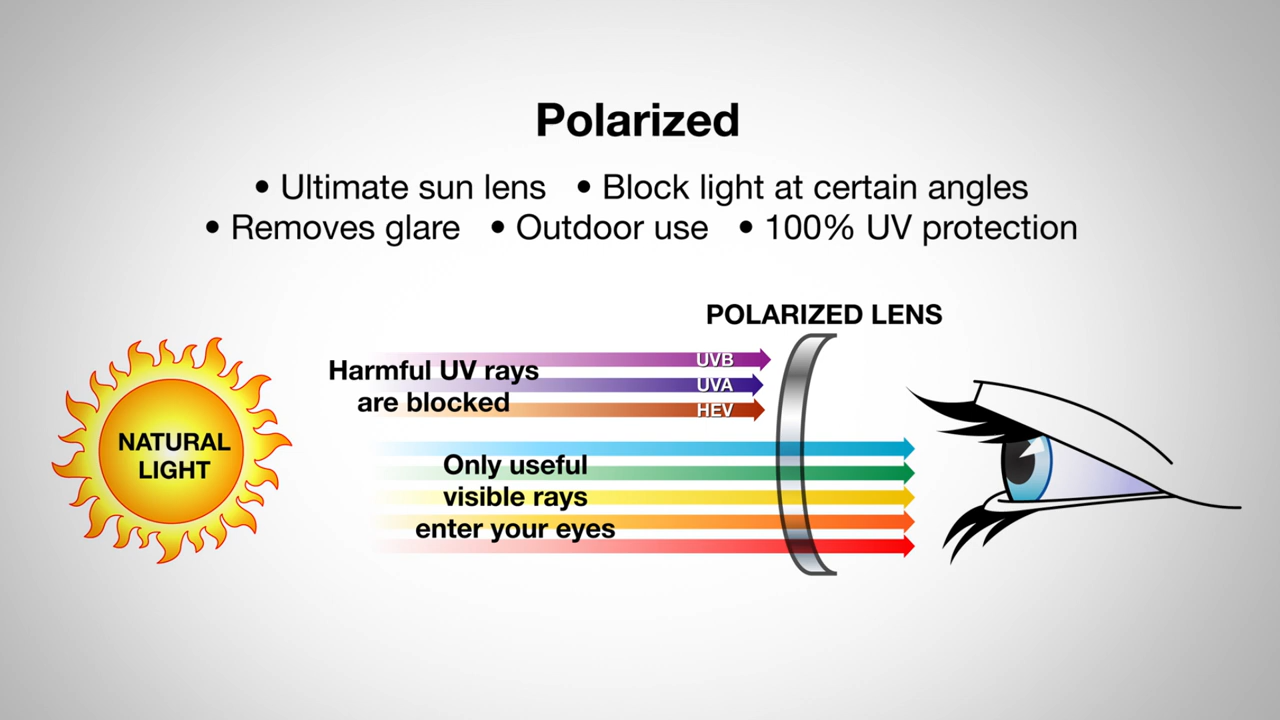 Polarized
• Ultimate sun lens • Block light at certain angles
• Removes glare • Outdoor use • 100% UV protection
POLARIZED LENS
NATURAL
LIGHT
Harmful UV rays
are blocked
UVB
UVA
HEV
Only useful
visible rays
enter your eyes